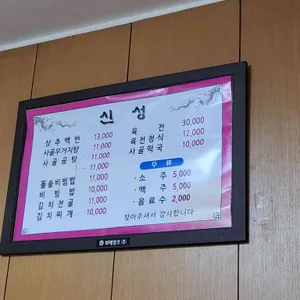 신성
상추백반 - 13,000
사골우거지탕 - 11,000
사골곰탕 - 11,000
11,000
돌솥비빔밥 - 11,000
비빔밥 - 10,000
김치전골 - 11,000
김치찌개 - 10,000
육전 - 30,000
육전정식 - 12,000
사골떡국 - 10,000
주류
·소주 5,000
·맥주 5,000
·음료수 2,000
찾아주셔서 감사합니다